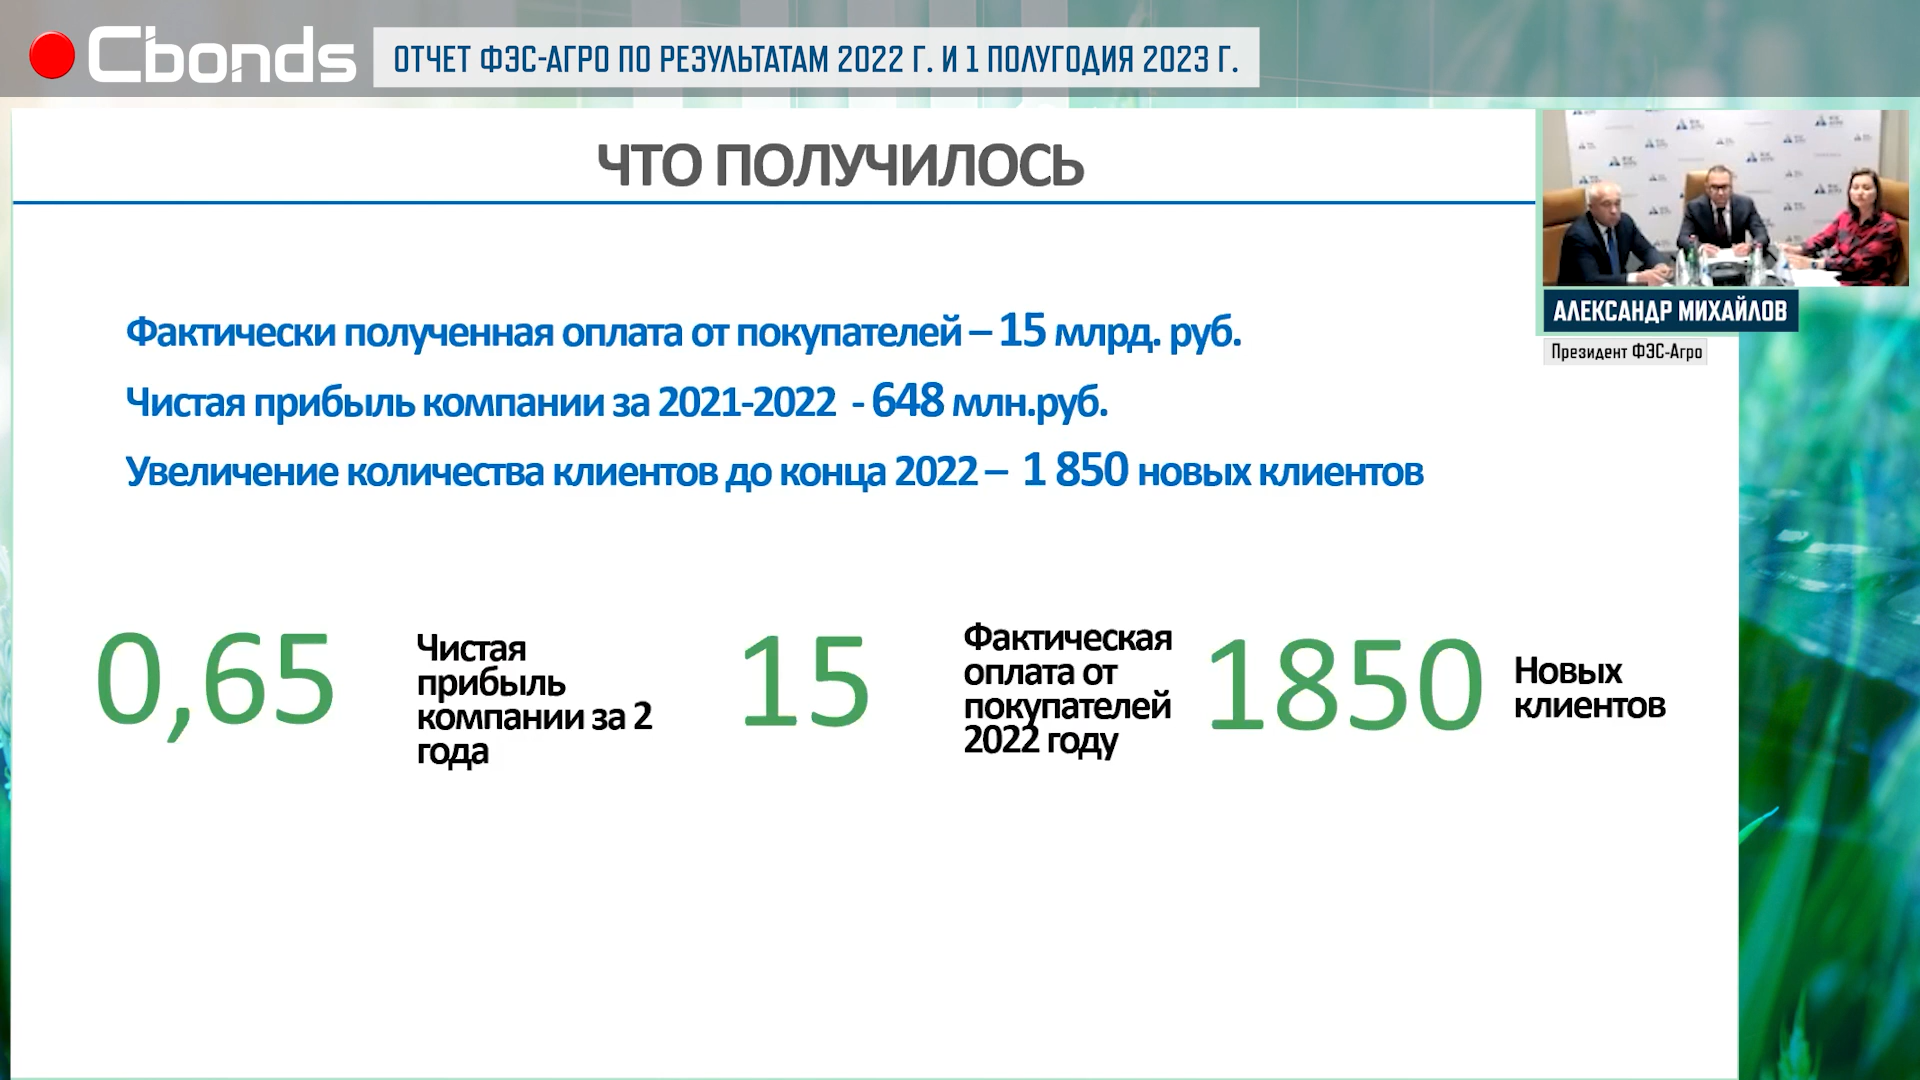 Cbonds
ОТЧЕТ ФЭС-АГРО ПО РЕЗУЛЬТАТАМ 2022 Г. И 1 ПОЛУГОДИЯ 2023 Г.
ЧТО ПОЛУЧИЛОСЬ
АЛЕКСАНДР МИХАЙЛОВ
Президент ФЭС-Агро
Фактически полученная оплата от покупателей – 15 млрд. руб.
Чистая прибыль компании за 2021-2022 - 648 млн.руб.
Увеличение количества клиентов до конца 2022 – 1 850 новых клиентов
0,65
Чистая
прибыль
компании за 2
года
15
Фактическая
оплата от
покупателей
2022 году
1850
Новых
клиентов